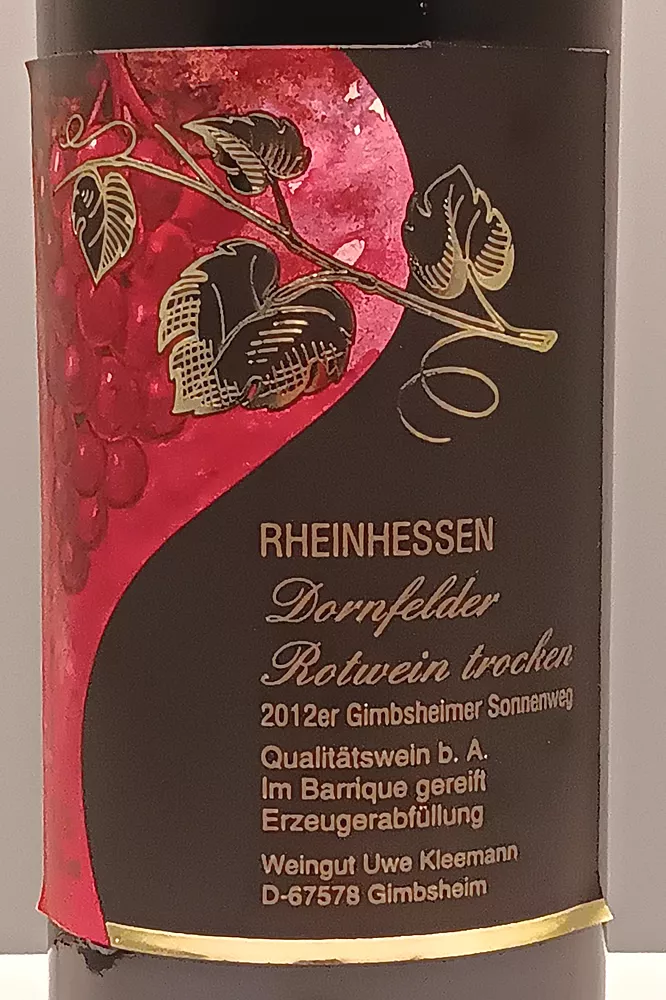 RHEINHESSEN
Dornfelder
Rotwein trocken
2012er Gimbsheimer Sonnenweg
Qualitätswein b. A.
Im Barrique gereift
Erzeugerabfüllung
Weingut Uwe Kleemann
D-67578 Gimbsheim